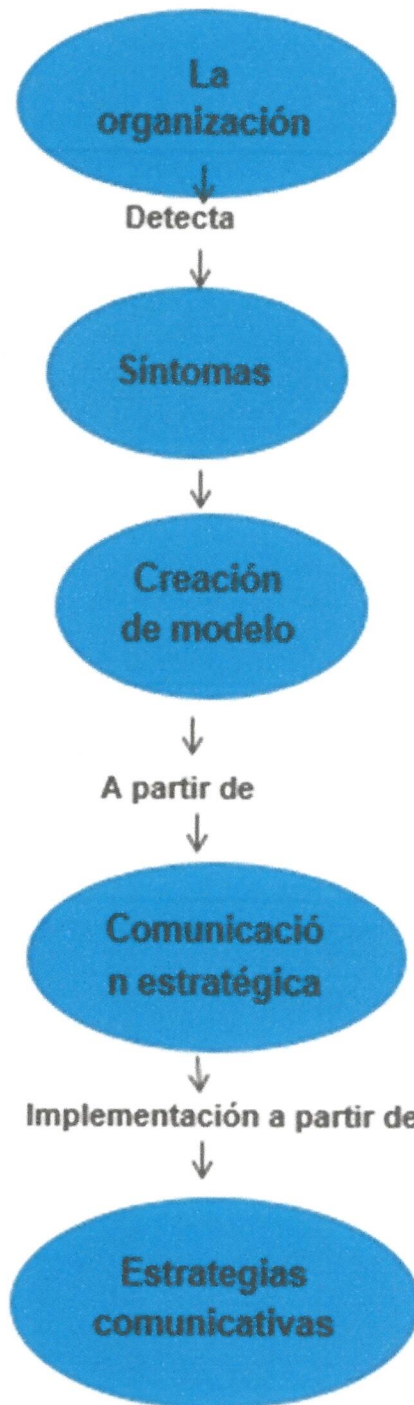 La
organización
Detecta
Síntomas
Creación
de modelo
A partir de
Comunicació
n estratégica
Implementación a partir de
Estrategias
comunicativas